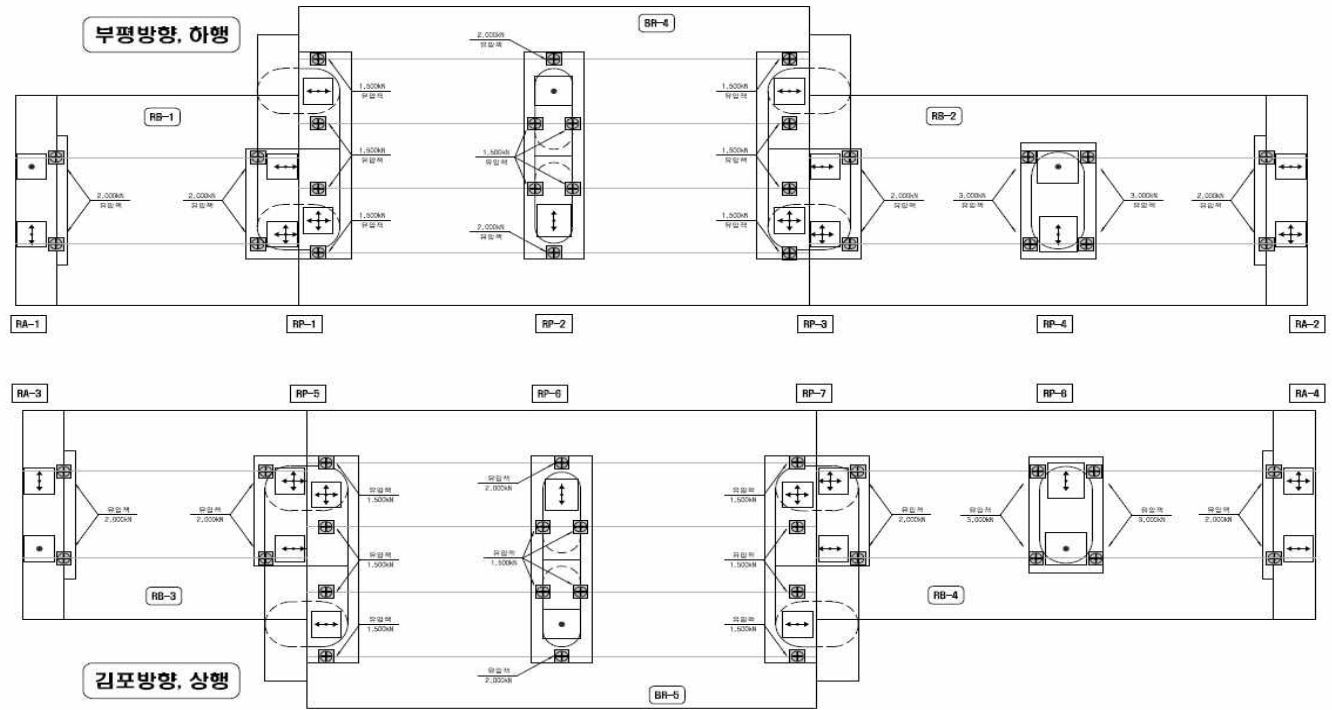 부평방향, 하행
BR-4
2,000kN
유압잭
1,500kN
유압잭
1,500kN
유압잭
RB-1
RB-2
1,500kN
유압잭
1,500kN
유압잭
1,500kN
유압잭
2,000kN
유압잭
2,000kN
유압잭
2,000kN
유압잭
3,000kN
유압잭
3,000kN
유압잭
2,000kN
유압잭
1,500kN
유압잭
2,000kN
유압잭
1,500kN
유압잭
RA-1
RP-1
RP-2
RP-3
RP-4
RA-2
RA-3
RP-5
RP-6
RP-7
RP-8
RA-4
유압잭
2,000kN
유압잭
1,500kN
유압잭
1,500kN
유압잭
2,000kN
유압잭
2,000kN
유압잭
2,000kN
유압잭
3,000kN
유압잭
3,000kN
유압잭
2,000kN
유압잭
1,500kN
유압잭
1,500kN
유압잭
1,500kN
RB-3
RB-4
유압잭
1,500kN
유압잭
1,500kN
유압잭
2,000kN
김포방향, 상행
BR-5